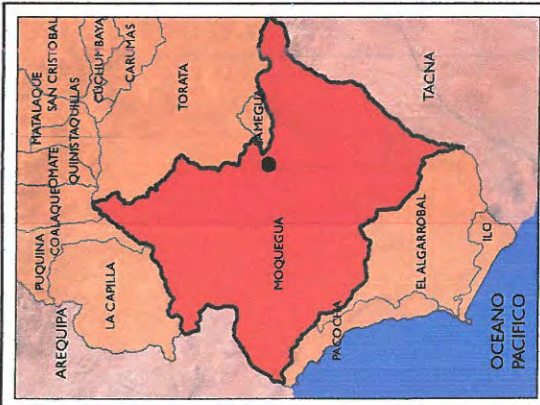 AREQUIPA
PUQUINA
COALAQUE
OMATE
MATALAQUE
QUINISTAQUILLAS
SAN CRISTOBAL
CUCHUMBAYA
CARUMAS
LA CAPILLA
TORATA
SAMEGUA
MOQUEGUA
PACOCHA
EL ALGARROBAL
ILO
TACNA
OCEANO
PACIFICO